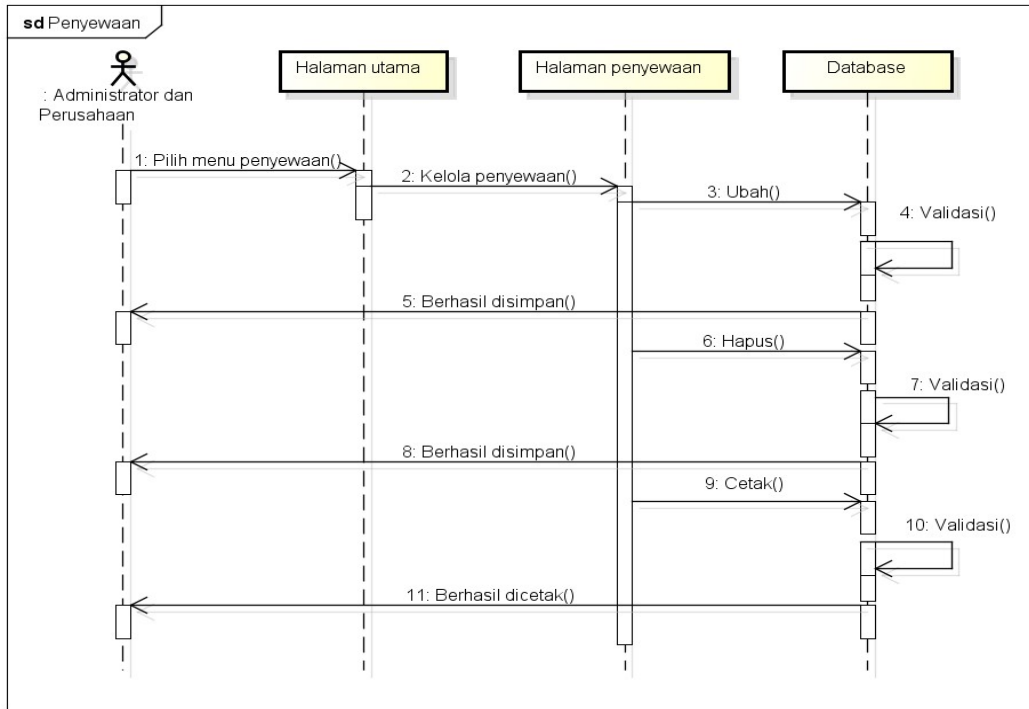 sd Penyewaan
Halaman utama
Halaman penyewaan
Database
: Administrator dan
Perusahaan
1: Pilih menu penyewaan()
2: Kelola penyewaan()
3: Ubah()
4: Validasi()
5: Berhasil disimpan()
6: Hapus()
7: Validasi()
8: Berhasil disimpan()
9: Cetak()
10: Validasi()
11: Berhasil dicetak()